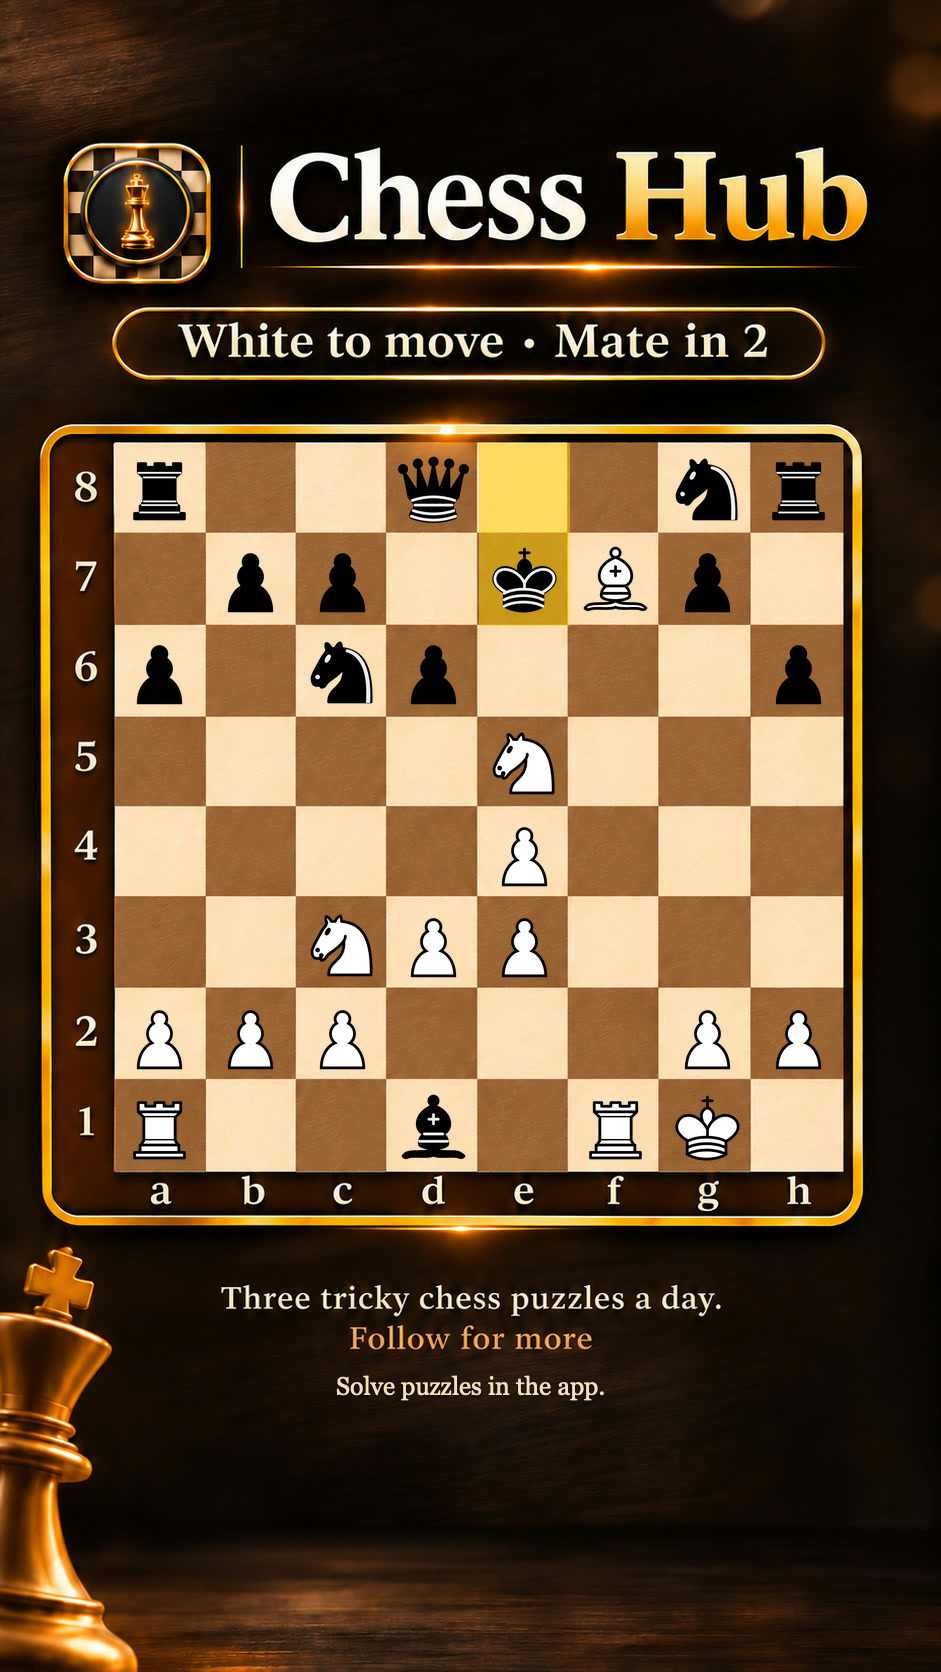 Chess Hub
White to move • Mate in 2
8
7
6
5
4
3
2
1
a b c d e f g h
Three tricky chess puzzles a day.
Follow for more
Solve puzzles in the app.